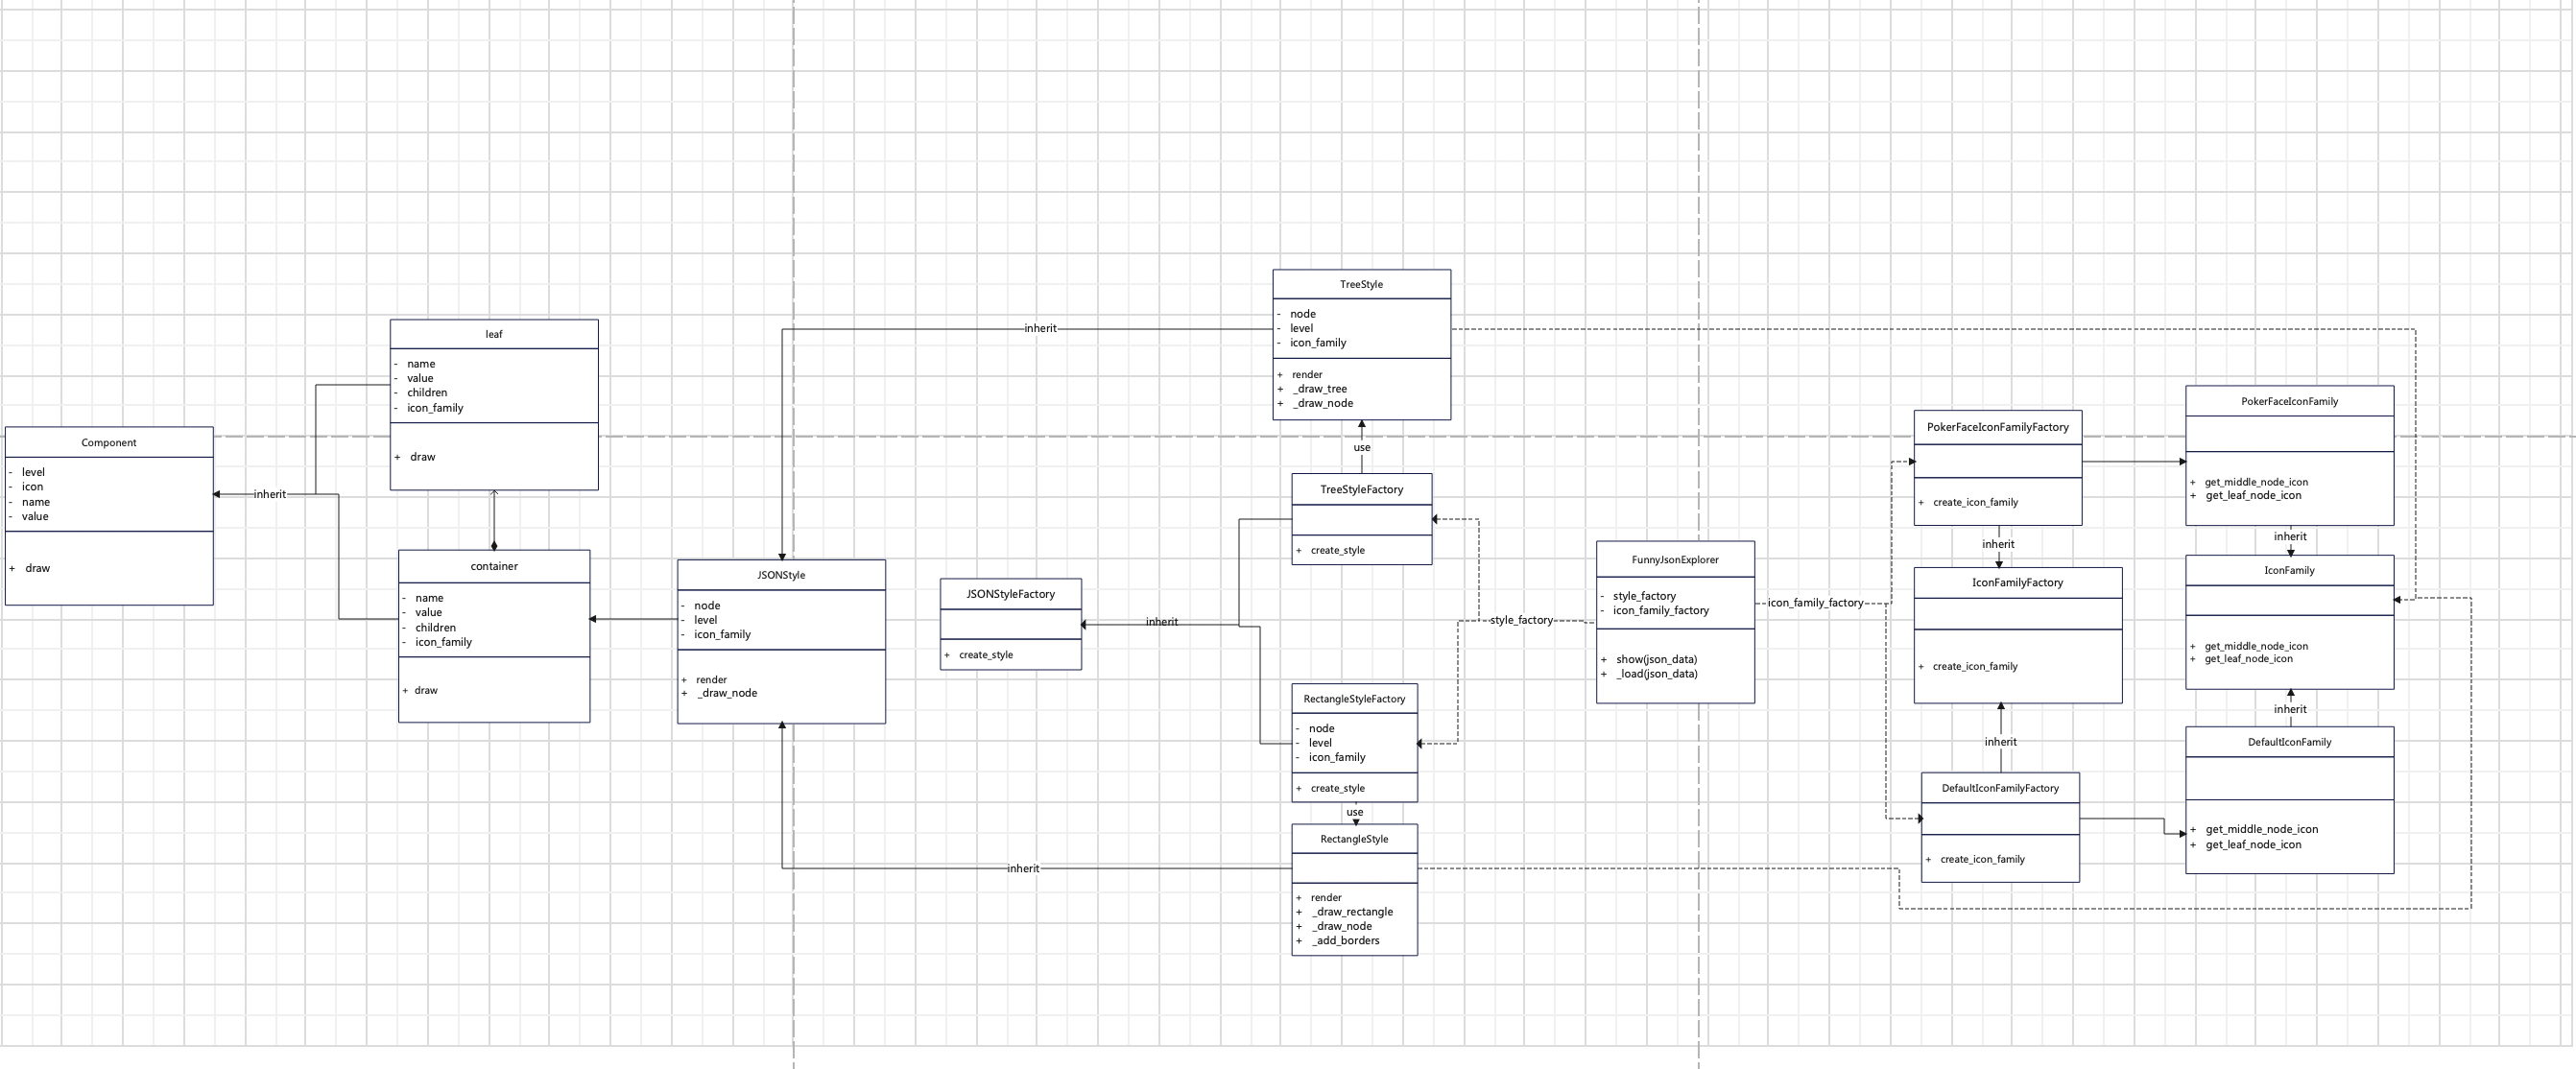 TreeStyle
- node
- level
- icon_family
+ render
+ _draw_tree
+ _draw_node
inherit
use
leaf
- name
- value
- children
- icon_family
+ draw
Component
- level
- icon
- name
- value
+ draw
inherit
container
- name
- value
- children
- icon_family
+ draw
JSONStyle
- node
- level
- icon_family
+ render
+ _draw_node
JSONStyleFactory
+ create_style
inherit
TreeStyleFactory
+ create_style
RectangleStyleFactory
- node
- level
- icon_family
+ create_style
use
RectangleStyle
+ render
+ _draw_rectangle
+ _draw_node
+ _add_borders
inherit
style_factory
FunnyJsonExplorer
- style_factory
- icon_family_factory
+ show(json_data)
+ _load(json_data)
icon_family_factory
PokerFaceIconFamilyFactory
+ create_icon_family
inherit
IconFamilyFactory
+ create_icon_family
inherit
DefaultIconFamilyFactory
+ create_icon_family
PokerFaceIconFamily
+ get_middle_node_icon
+ get_leaf_node_icon
inherit
IconFamily
+ get_middle_node_icon
+ get_leaf_node_icon
inherit
DefaultIconFamily
+ get_middle_node_icon
+ get_leaf_node_icon